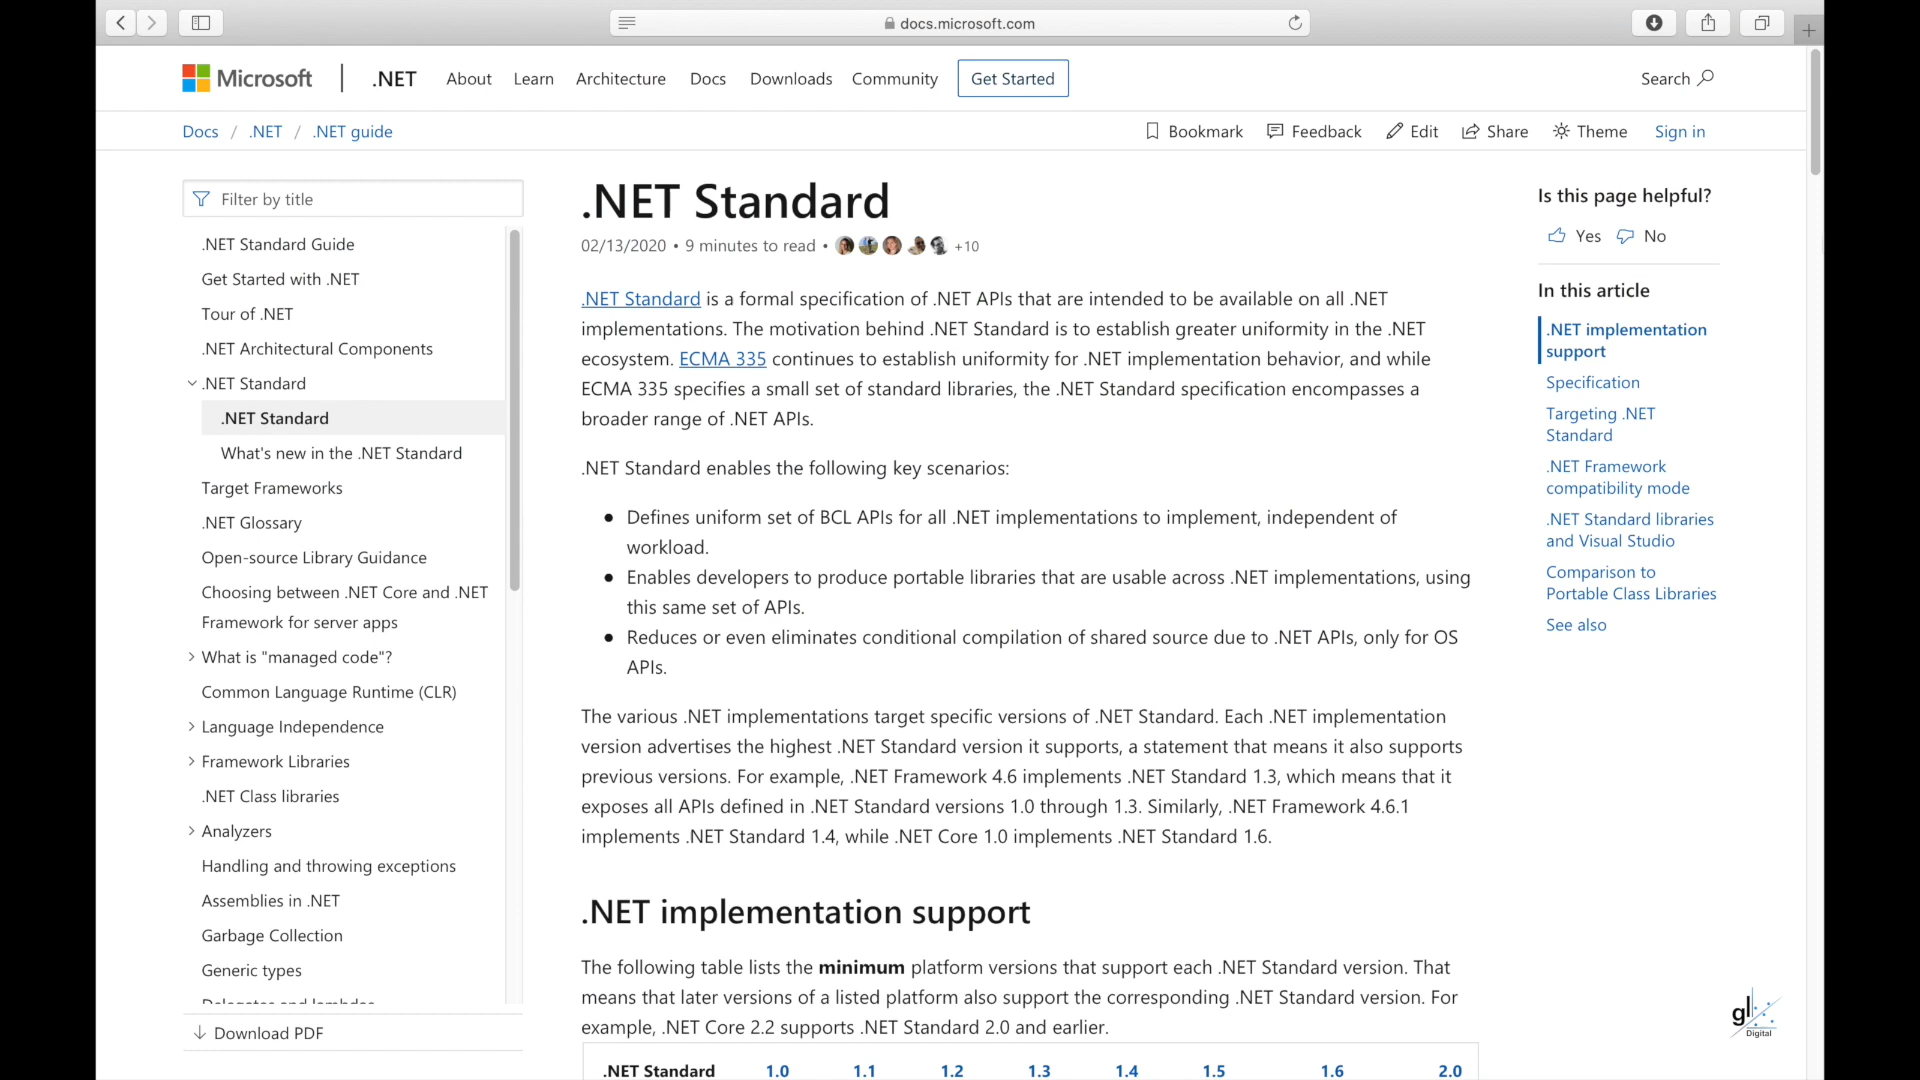 docs.microsoft.com
Microsoft
.NET About Learn Architecture Docs Downloads Community Get Started Search
Docs / .NET / .NET guide
Bookmark Feedback Edit Share Theme Sign in
Filter by title
.NET Standard Guide
Get Started with .NET
Tour of .NET
.NET Architectural Components
.NET Standard
.NET Standard
What's new in the .NET Standard
Target Frameworks
.NET Glossary
Open-source Library Guidance
Choosing between .NET Core and .NET
Framework for server apps
What is "managed code"?
Common Language Runtime (CLR)
Language Independence
Framework Libraries
.NET Class libraries
Analyzers
Handling and throwing exceptions
Assemblies in .NET
Garbage Collection
Generic types
Delegates and lambdas
Download PDF
.NET Standard
02/13/2020 • 9 minutes to read • +10
.NET Standard is a formal specification of .NET APIs that are intended to be available on all .NET
implementations. The motivation behind .NET Standard is to establish greater uniformity in the .NET
ecosystem. ECMA 335 continues to establish uniformity for .NET implementation behavior, and while
ECMA 335 specifies a small set of standard libraries, the .NET Standard specification encompasses a
broader range of .NET APIs.
.NET Standard enables the following key scenarios:
• Defines uniform set of BCL APIs for all .NET implementations to implement, independent of
workload.
• Enables developers to produce portable libraries that are usable across .NET implementations, using
this same set of APIs.
• Reduces or even eliminates conditional compilation of shared source due to .NET APIs, only for OS
APIs.
The various .NET implementations target specific versions of .NET Standard. Each .NET implementation
version advertises the highest .NET Standard version it supports, a statement that means it also supports
previous versions. For example, .NET Framework 4.6 implements .NET Standard 1.3, which means that it
exposes all APIs defined in .NET Standard versions 1.0 through 1.3. Similarly, .NET Framework 4.6.1
implements .NET Standard 1.4, while .NET Core 1.0 implements .NET Standard 1.6.
.NET implementation support
The following table lists the minimum platform versions that support each .NET Standard version. That
means that later versions of a listed platform also support the corresponding .NET Standard version. For
example, .NET Core 2.2 supports .NET Standard 2.0 and earlier.
.NET Standard 1.0 1.1 1.2 1.3 1.4 1.5 1.6 2.0
Is this page helpful?
Yes No
In this article
.NET implementation
support
Specification
Targeting .NET
Standard
.NET Framework
compatibility mode
.NET Standard libraries
and Visual Studio
Comparison to
Portable Class Libraries
See also
gl
Digital